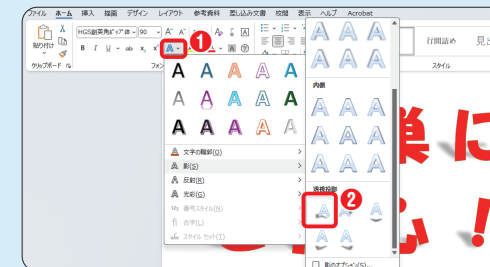 ファイル ホーム 挿入 描画 デザイン レイアウト 参考資料 差し込み文書 校閲 表示 ヘルプ Acrobat
HGS創英角ポップ体 90 A A
貼り付け
B I U ab x x A
クリップボード
行間詰め 見出
スタイル
1
A A A
A A A
内側
A A A
A A A
A A A
透視投影
A A A
A A
A A A A A
A A A A A
A A A A A
A 文字の輪郭(O)
A 影(S)
A 反射(R)
A 光彩(G)
123 番号スタイル(N)
合字(L)
abc スタイル セット(T)
2
影のオプション(S)...
に
！